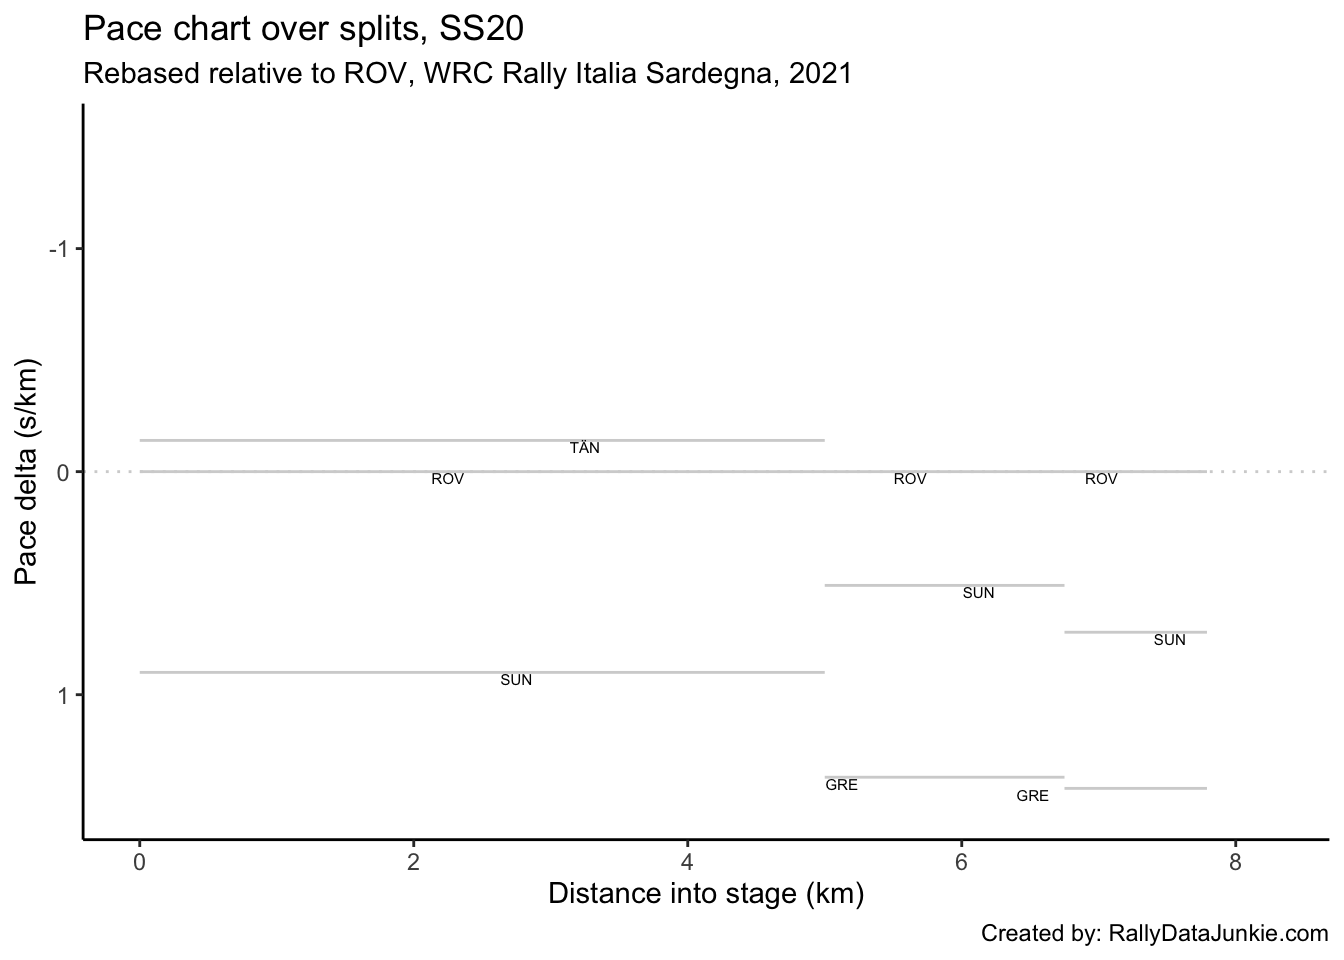 Pace chart over splits, SS20
Rebased relative to ROV, WRC Rally Italia Sardegna, 2021
Pace delta (s/km)
-1
0
1
TÄN
ROV ROV ROV
SUN
SUN
SUN
GRE
GRE
0 2 4 6 8
Distance into stage (km)
Created by: RallyDataJunkie.com